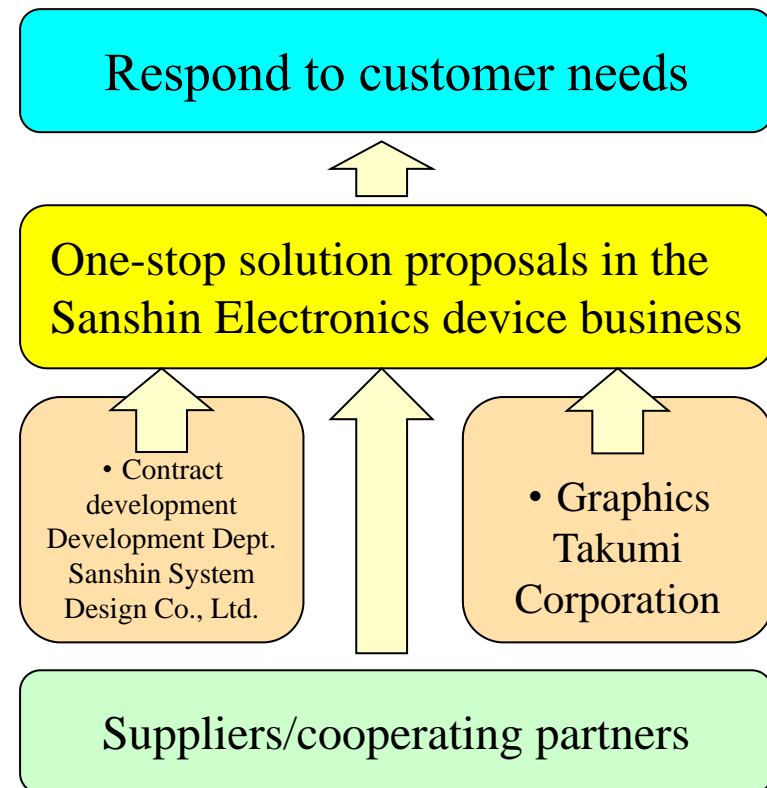 Respond to customer needs
One-stop solution proposals in the
Sanshin Electronics device business
• Contract
development
Development Dept.
Sanshin System
Design Co., Ltd.
• Graphics
Takumi
Corporation
Suppliers/cooperating partners